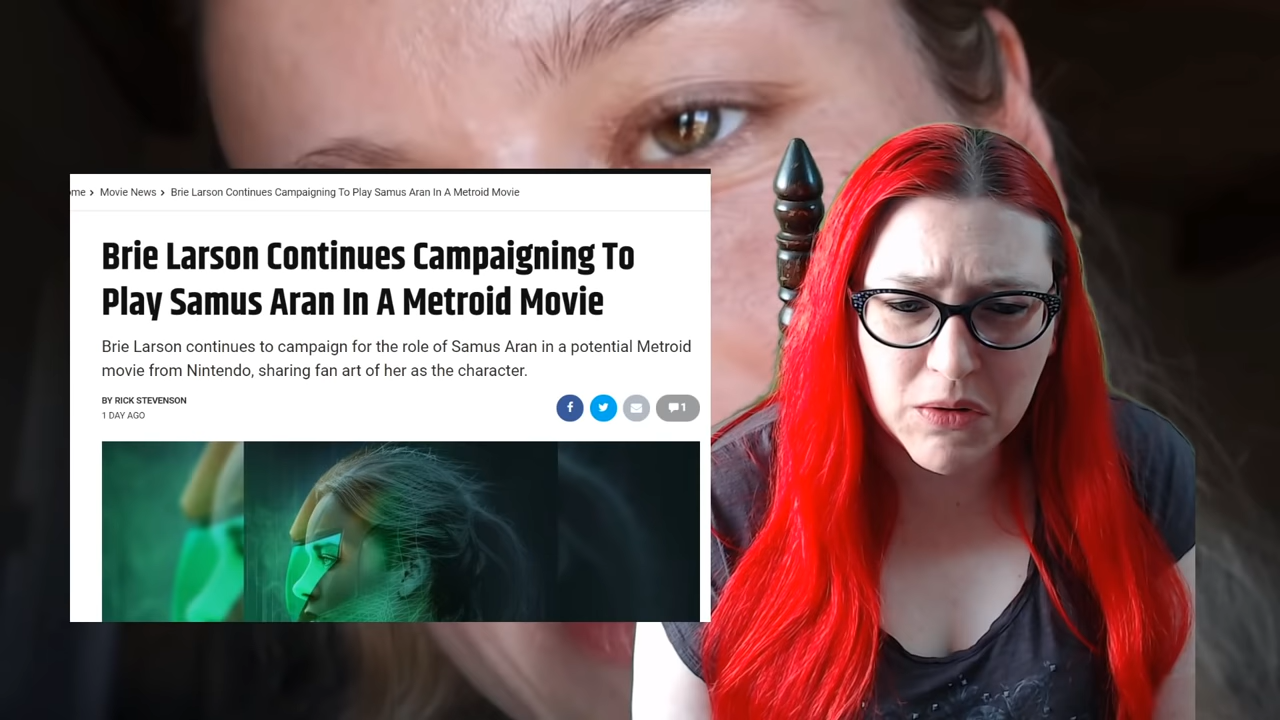 me > Movie News > Brie Larson Continues Campaigning To Play Samus Aran In A Metroid Movie
Brie Larson Continues Campaigning To
Play Samus Aran In A Metroid Movie
Brie Larson continues to campaign for the role of Samus Aran in a potential Metroid
movie from Nintendo, sharing fan art of her as the character.
BY RICK STEVENSON
1 DAY AGO
1